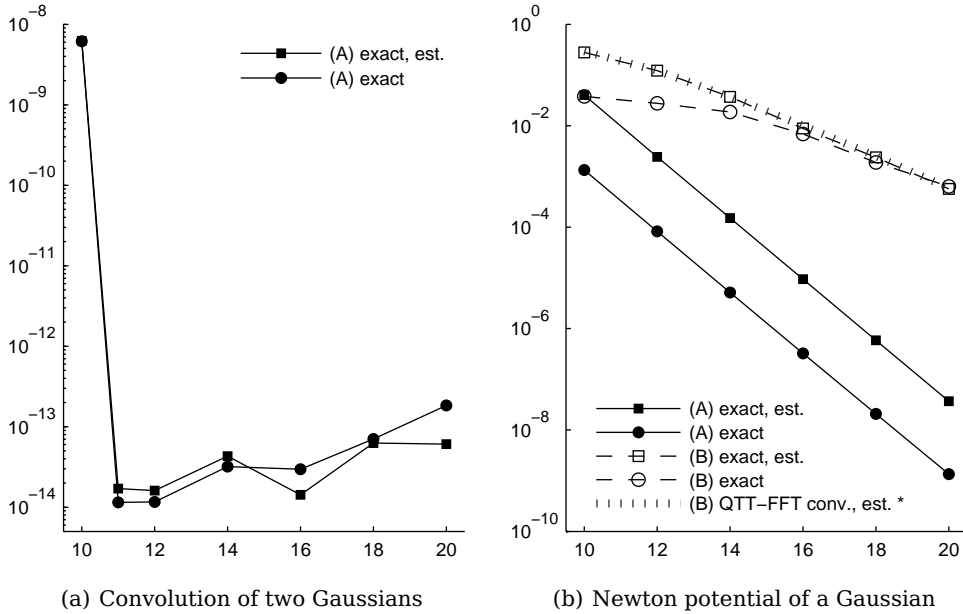 10−8
10−9
10−10
10−11
10−12
10−13
10−14
10 12 14 16 18 20
(A) exact, est.
(A) exact
(a) Convolution of two Gaussians
100
10−2
10−4
10−6
10−8
10−10
10 12 14 16 18 20
(A) exact, est.
(A) exact
(B) exact, est.
(B) exact
(B) QTT−FFT conv., est. *
(b) Newton potential of a Gaussian